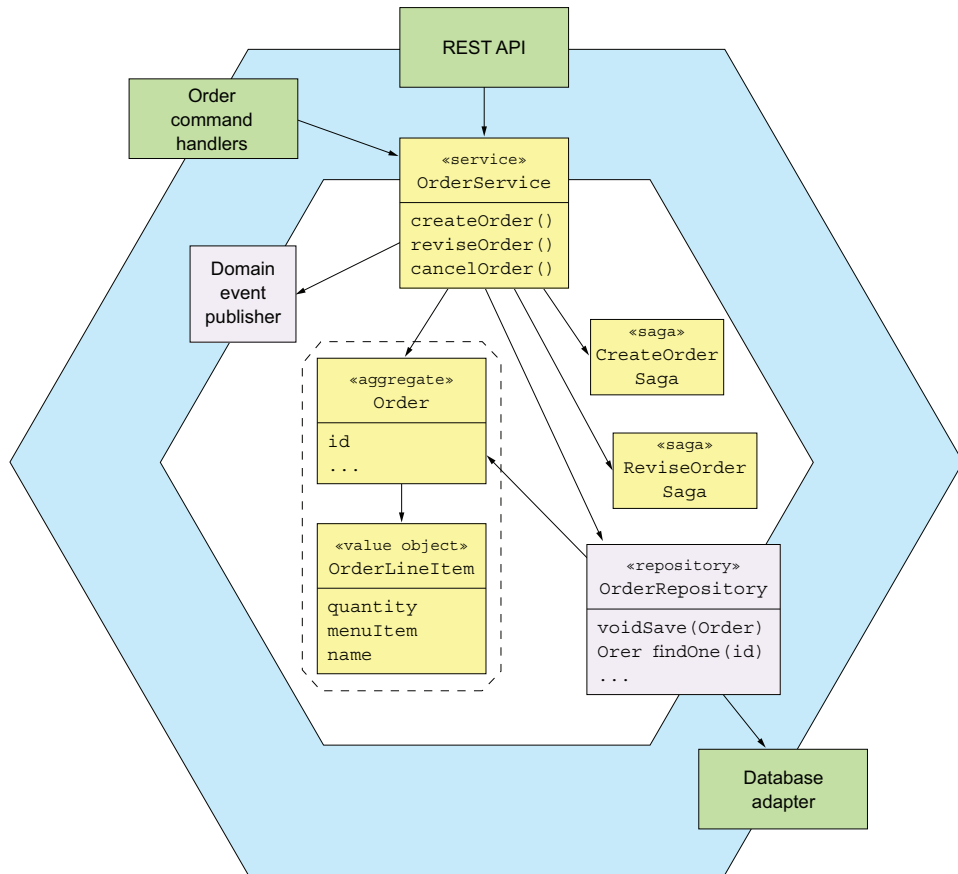 REST API
Order
command
handlers
«service»
OrderService
createOrder()
reviseOrder()
cancelOrder()
Domain
event
publisher
«saga»
CreateOrder
Saga
«aggregate»
Order
id
...
«saga»
ReviseOrder
Saga
«value object»
OrderLineItem
quantity
menuItem
name
«repository»
OrderRepository
voidSave(Order)
Orer findOne(id)
...
Database
adapter